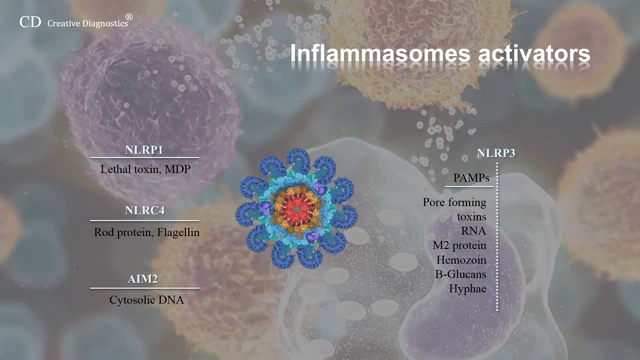 CD Creative Diagnostics®
Inflammasomes activators
NLRP1
Lethal toxin, MDP
NLRC4
Rod protein, Flagellin
AIM2
Cytosolic DNA
NLRP3
PAMPs
Pore forming
toxins
RNA
M2 protein
Hemozoin
B-Glucans
Hyphae